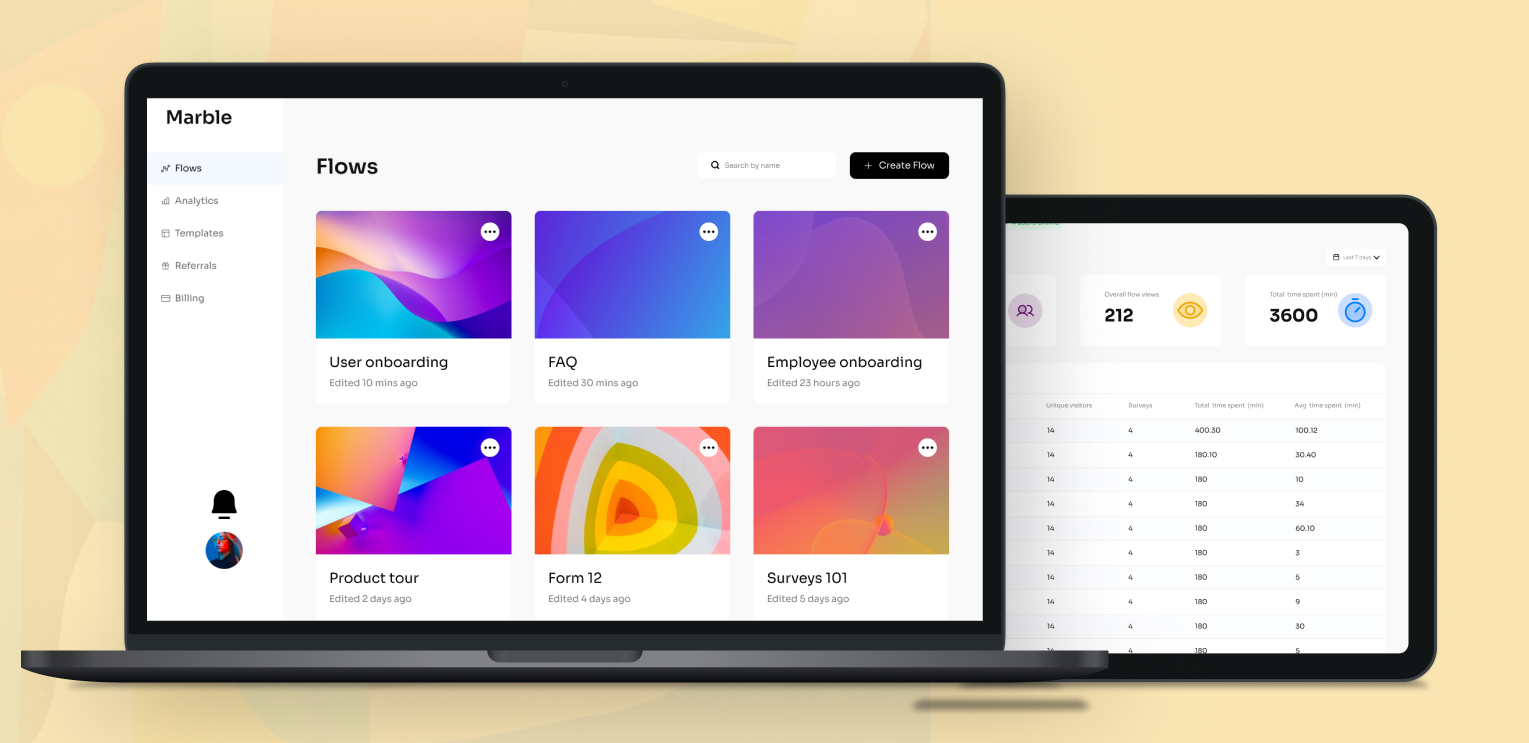 Marble
Flows
Analytics
Templates
Referrals
Billing
Flows
Search by name
+ Create Flow
User onboarding
Edited 10 mins ago
FAQ
Edited 30 mins ago
Employee onboarding
Edited 23 hours ago
Product tour
Edited 2 days ago
Form 12
Edited 4 days ago
Surveys 101
Edited 5 days ago
users online
Last 7 days
Overall flow views
212
Total time spent (min)
3600
Unique visitors Surveys Total time spent (min) Avg time spent (min)
14 4 400.30 100.12
14 4 180.10 30.40
14 4 180 10
14 4 180 34
14 4 180 60.10
14 4 180 3
14 4 180 5
14 4 180 9
14 4 180 30
14 4 180 5